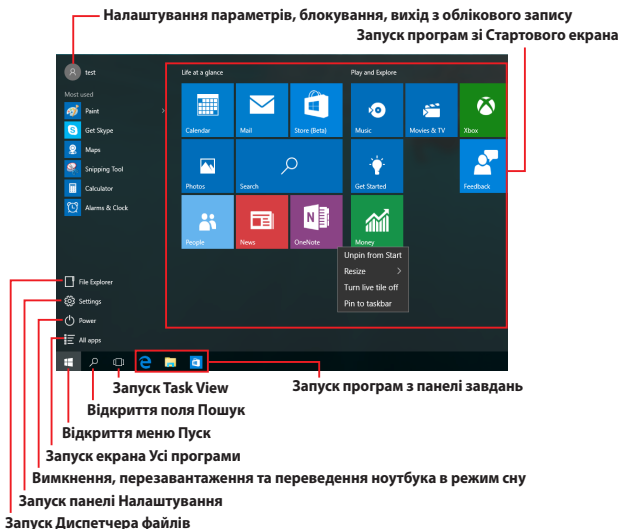 Налаштування параметрів, блокування, вихід з облікового запису
Запуск програм зі Стартового екрана
test
Life at a glance
Play and Explore
Most used
Paint
Get Skype
Maps
Snipping Tool
Calculator
Alarms & Clock
Calendar
Mail
Store (Beta)
Music
Movies & TV
Xbox
Photos
Search
Get Started
Feedback
People
News
OneNote
Money
Unpin from Start
Resize
Turn live tile off
Pin to taskbar
File Explorer
Settings
Power
All apps
Запуск Task View
Запуск програм з панелі завдань
Відкриття поля Пошук
Відкриття меню Пуск
Запуск екрана Усі програми
Вимкнення, перезавантаження та переведення ноутбука в режим сну
Запуск панелі Налаштування
Запуск Диспетчера файлів